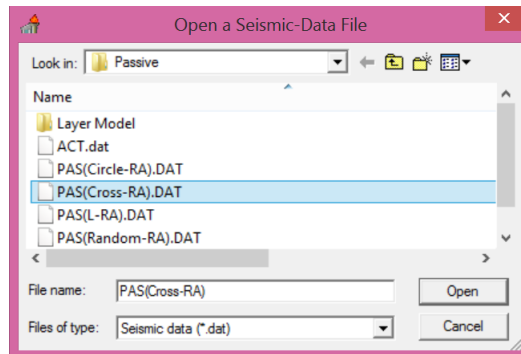 Open a Seismic-Data File
Look in: Passive
Name
Layer Model
ACT.dat
PAS(Circle-RA).DAT
PAS(Cross-RA).DAT
PAS(L-RA).DAT
PAS(Random-RA).DAT
File name: PAS(Cross-RA) Open
Files of type: Seismic data (*.dat) Cancel